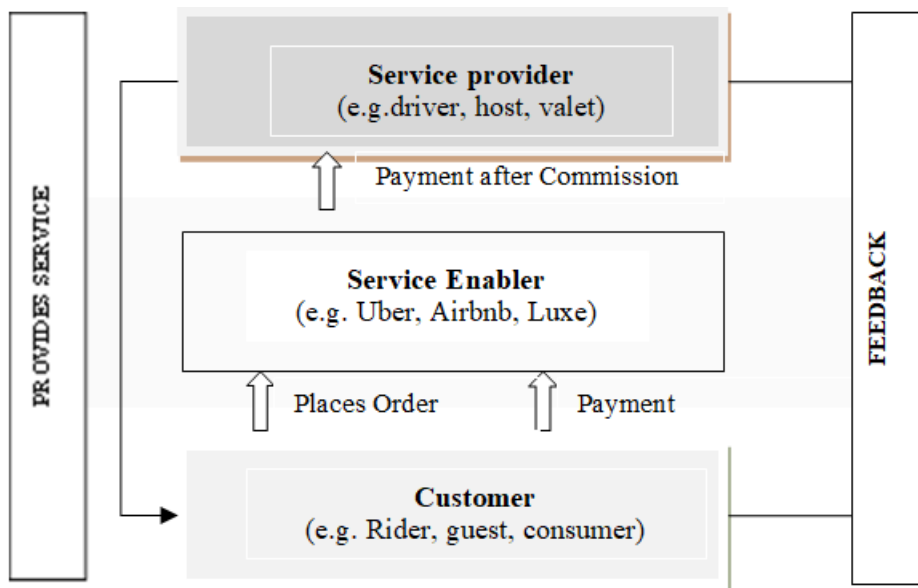 PROVIDES SERVICE
Service provider
(e.g.driver, host, valet)
Payment after Commission
Service Enabler
(e.g. Uber, Airbnb, Luxe)
Places Order
Payment
Customer
(e.g. Rider, guest, consumer)
FEEDBACK